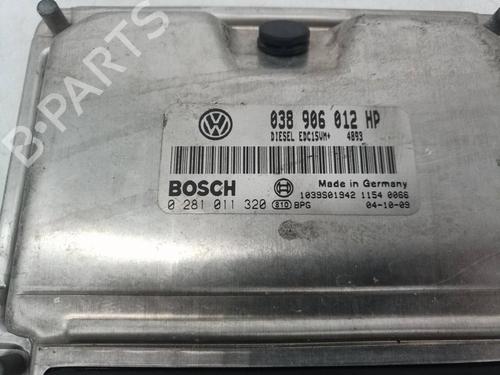 038 906 012 HP
DIESEL EDC15VM+ 4893
BOSCH
Made in Germany
1039S01942 1154 0066
0 281 011 320 BPG
04-10-09
B-PARTS